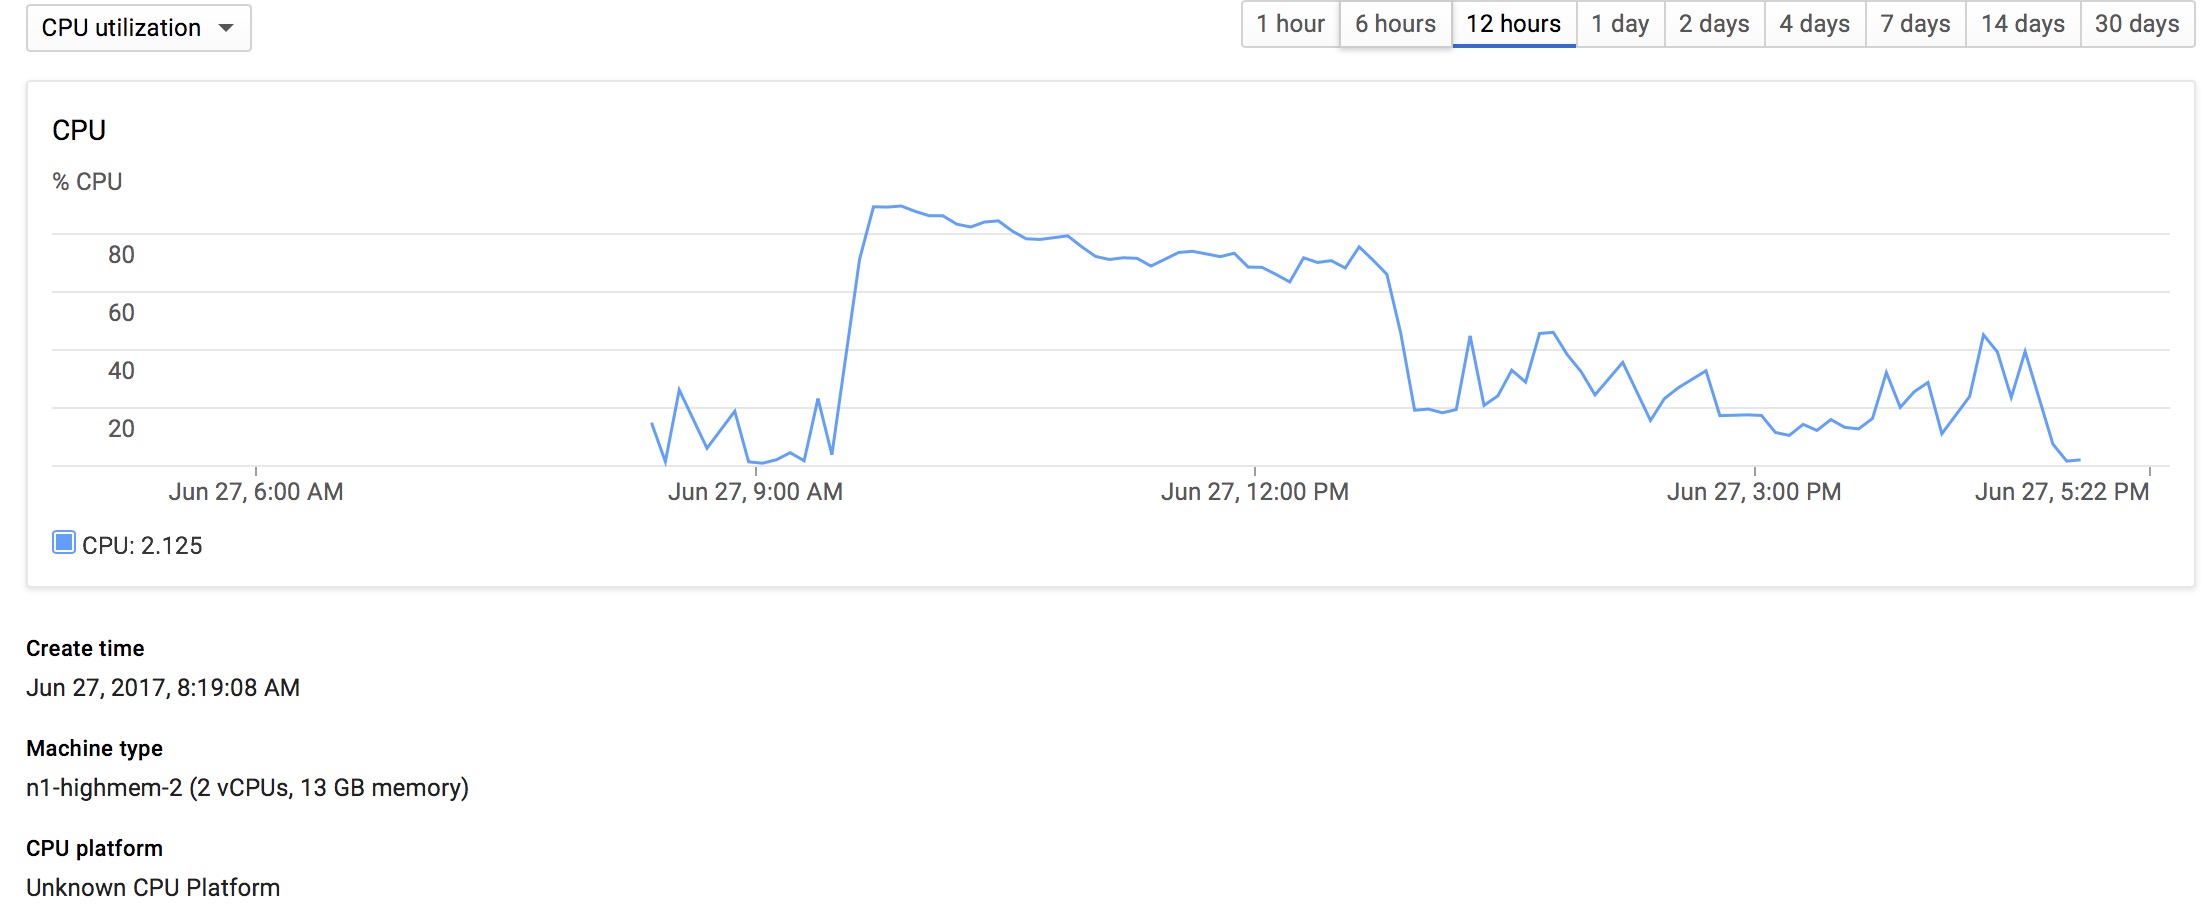 CPU utilization
1 hour 6 hours 12 hours 1 day 2 days 4 days 7 days 14 days 30 days
CPU
% CPU
80
60
40
20
Jun 27, 6:00 AM Jun 27, 9:00 AM Jun 27, 12:00 PM Jun 27, 3:00 PM Jun 27, 5:22 PM
CPU: 2.125
Create time
Jun 27, 2017, 8:19:08 AM
Machine type
n1-highmem-2 (2 vCPUs, 13 GB memory)
CPU platform
Unknown CPU Platform